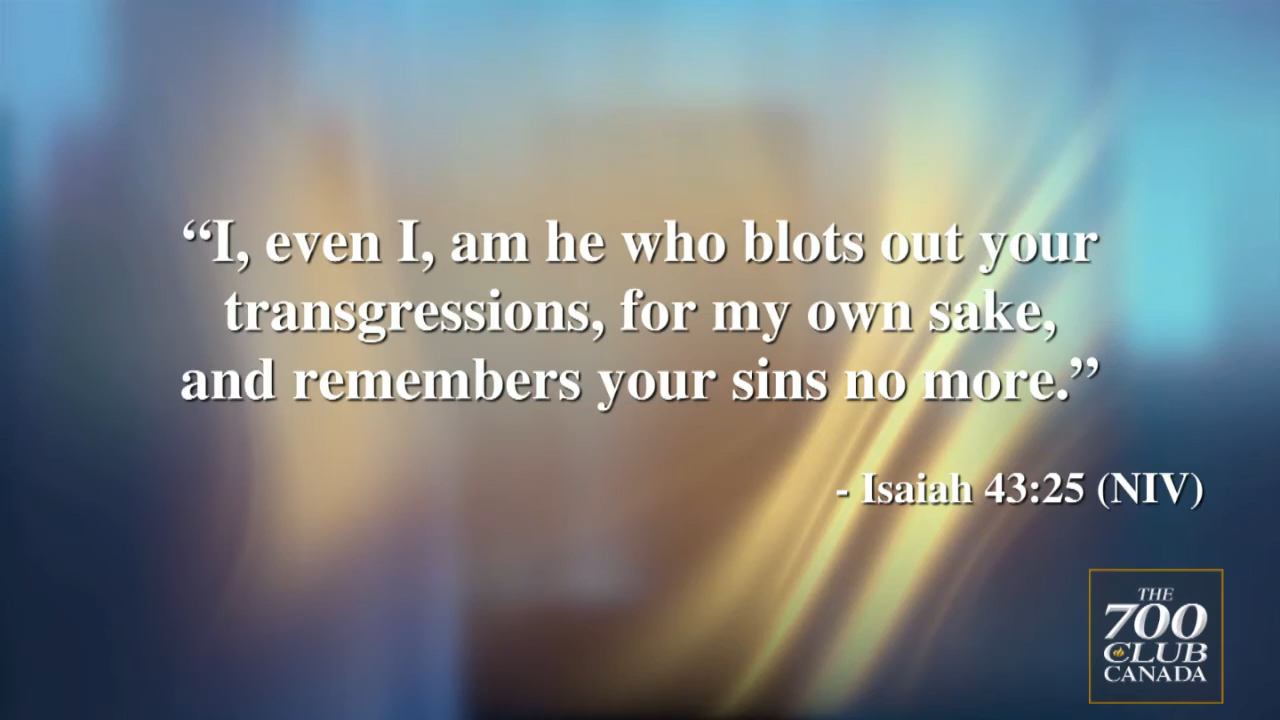 “I, even I, am he who blots out your
transgressions, for my own sake,
and remembers your sins no more.”
- Isaiah 43:25 (NIV)
THE
700
CLUB
CANADA